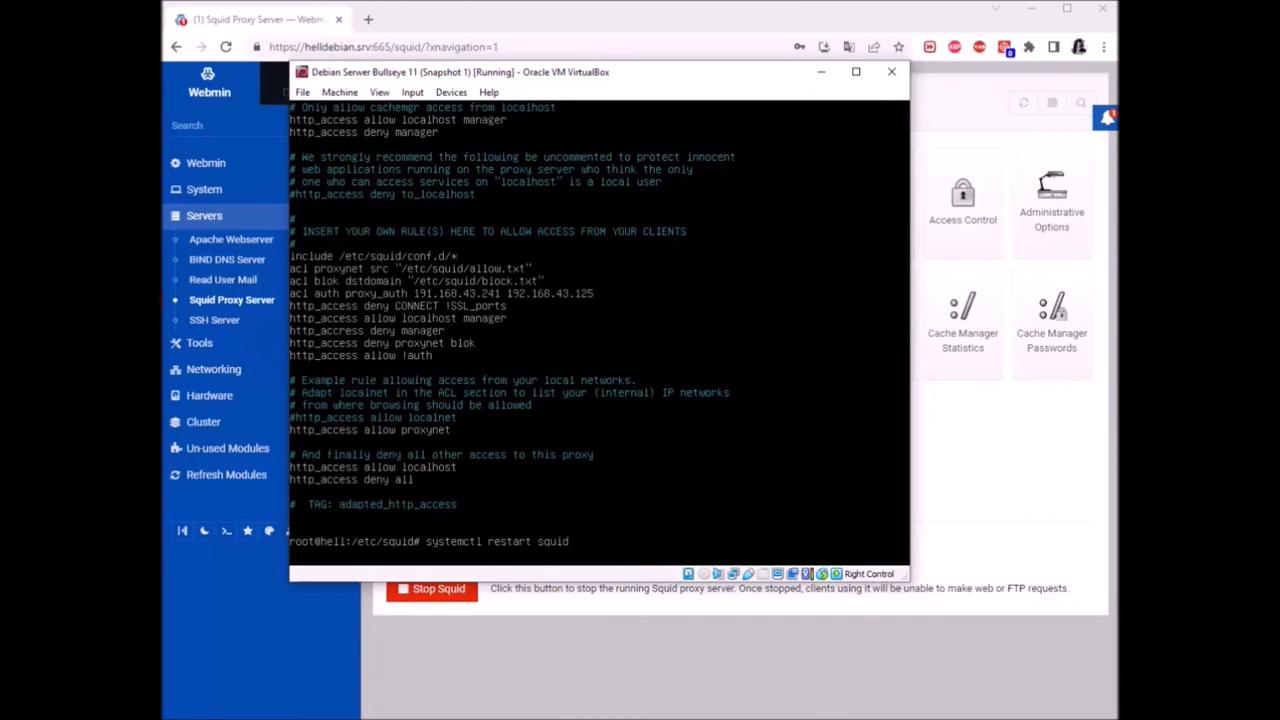 (1) Squid Proxy Server — Webm
https://helldebian.srv:665/squid/?xnavigation=1
Webmin
Search
Webmin
System
Servers
Apache Webserver
BIND DNS Server
Read User Mail
Squid Proxy Server
SSH Server
Tools
Networking
Hardware
Cluster
Un-used Modules
Refresh Modules
Debian Serwer Bullseye 11 (Snapshot 1) [Running] - Oracle VM VirtualBox
File Machine View Input Devices Help
# Only allow cachemgr access from localhost
http_access allow localhost manager
http_access deny manager
# We strongly recommend the following be uncommented to protect innocent
# web applications running on the proxy server who think the only
# one who can access services on "localhost" is a local user
#http_access deny to_localhost
#
# INSERT YOUR OWN RULE(S) HERE TO ALLOW ACCESS FROM YOUR CLIENTS
#
include /etc/squid/conf.d/*
acl proxynet src "/etc/squid/allow.txt"
acl blok dstdomain "/etc/squid/block.txt"
acl auth proxy_auth 191.168.43.241 192.168.43.125
http_access deny CONNECT !SSL_ports
http_access allow localhost manager
http_access deny manager
http_access deny proxynet blok
http_access allow !auth
# Example rule allowing access from your local networks.
# Adapt localnet in the ACL section to list your (internal) IP networks
# from where browsing should be allowed
#http_access allow localnet
http_access allow proxynet
# And finally deny all other access to this proxy
http_access allow localhost
http_access deny all
#  TAG: adapted_http_access
root@hell:/etc/squid# systemctl restart squid
Right Control
Access Control
Administrative
Options
Cache Manager
Statistics
Cache Manager
Passwords
Stop Squid
Click this button to stop the running Squid proxy server. Once stopped, clients using it will be unable to make web or FTP requests.